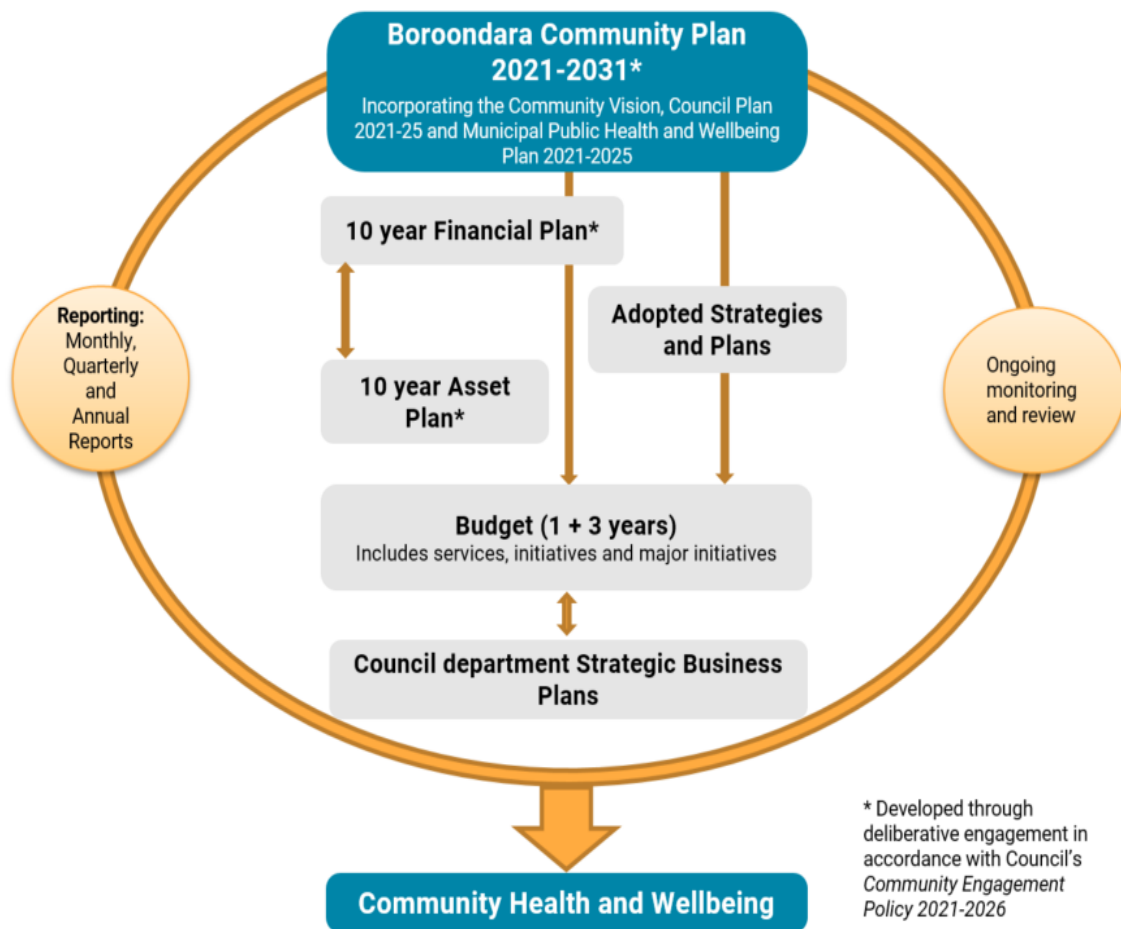 Boroondara Community Plan
2021-2031*
Incorporating the Community Vision, Council Plan
2021-25 and Municipal Public Health and Wellbeing
Plan 2021-2025
10 year Financial Plan*
Adopted Strategies
and Plans
Reporting:
Monthly,
Quarterly
and
Annual
Reports
10 year Asset
Plan*
Ongoing
monitoring
and review
Budget (1 + 3 years)
Includes services, initiatives and major initiatives
Council department Strategic Business
Plans
* Developed through
deliberative engagement in
accordance with Council’s
Community Engagement
Policy 2021-2026
Community Health and Wellbeing